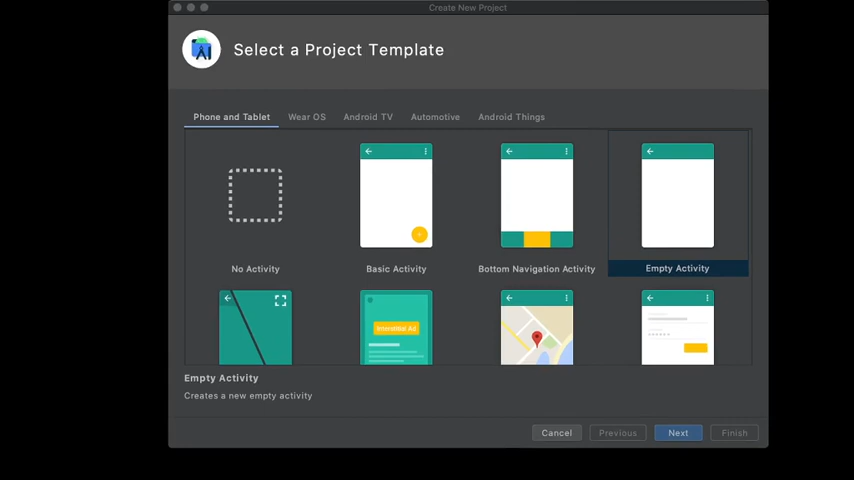 Create New Project
Select a Project Template
Phone and Tablet Wear OS Android TV Automotive Android Things
No Activity Basic Activity Bottom Navigation Activity Empty Activity
Interstitial Ad
Empty Activity
Creates a new empty activity
Cancel Previous Next Finish